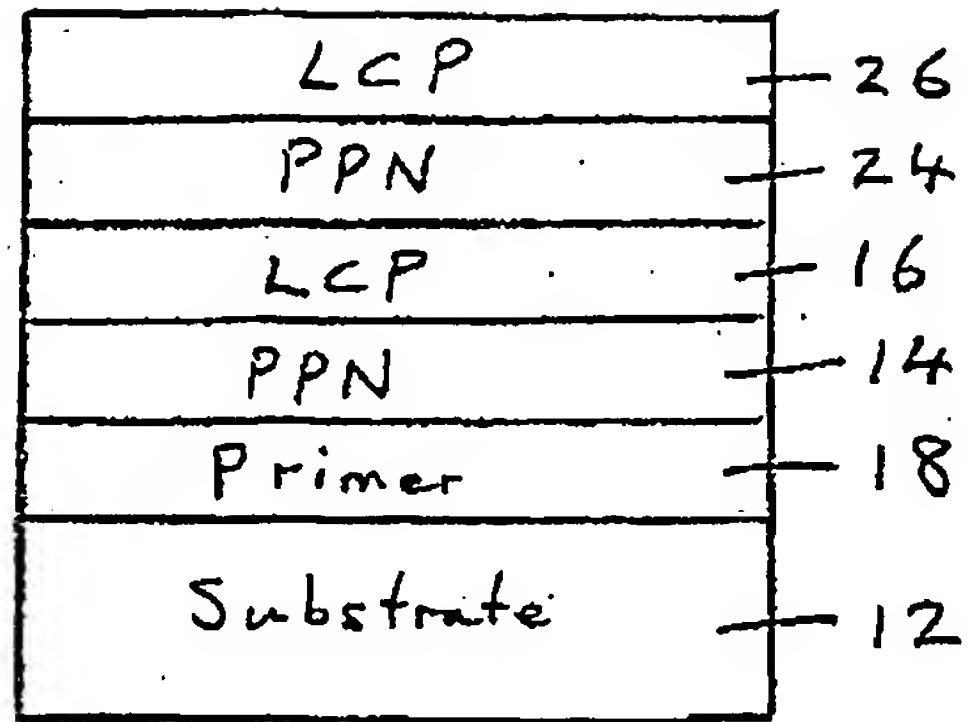 LCP 26
PPN 24
LCP 16
PPN 14
Primer 18
Substrate 12